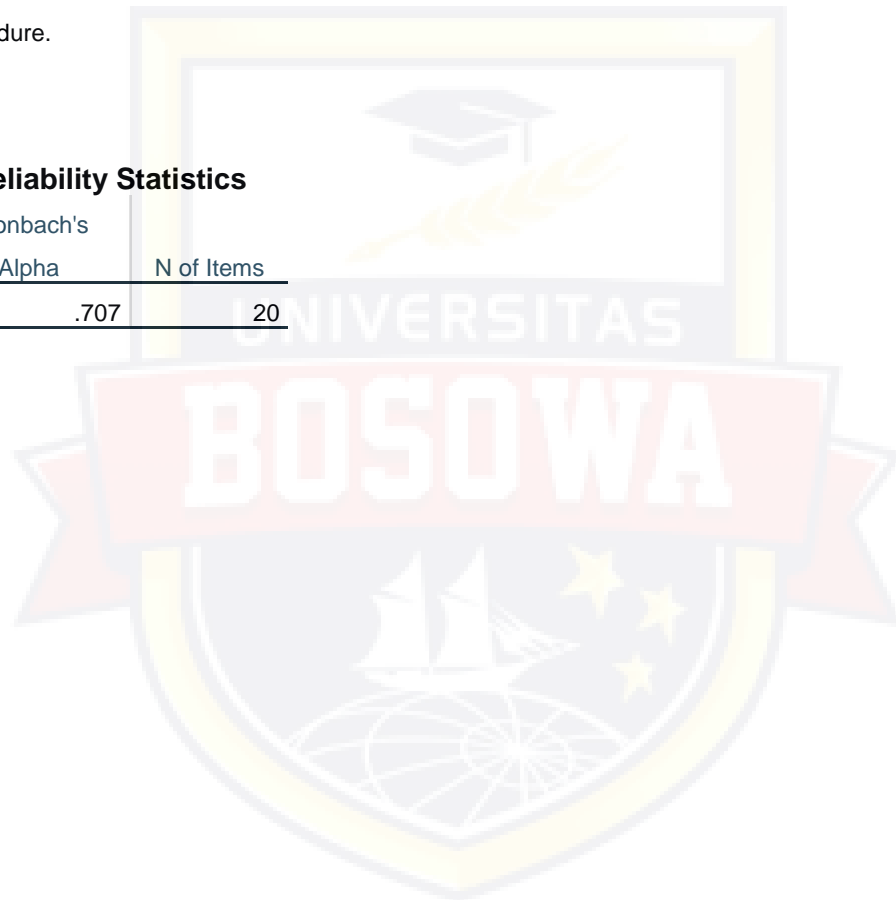 dure.
eliability Statistics
onbach's
Alpha N of Items
.707 20
UNIVERSITAS
BOSOWA